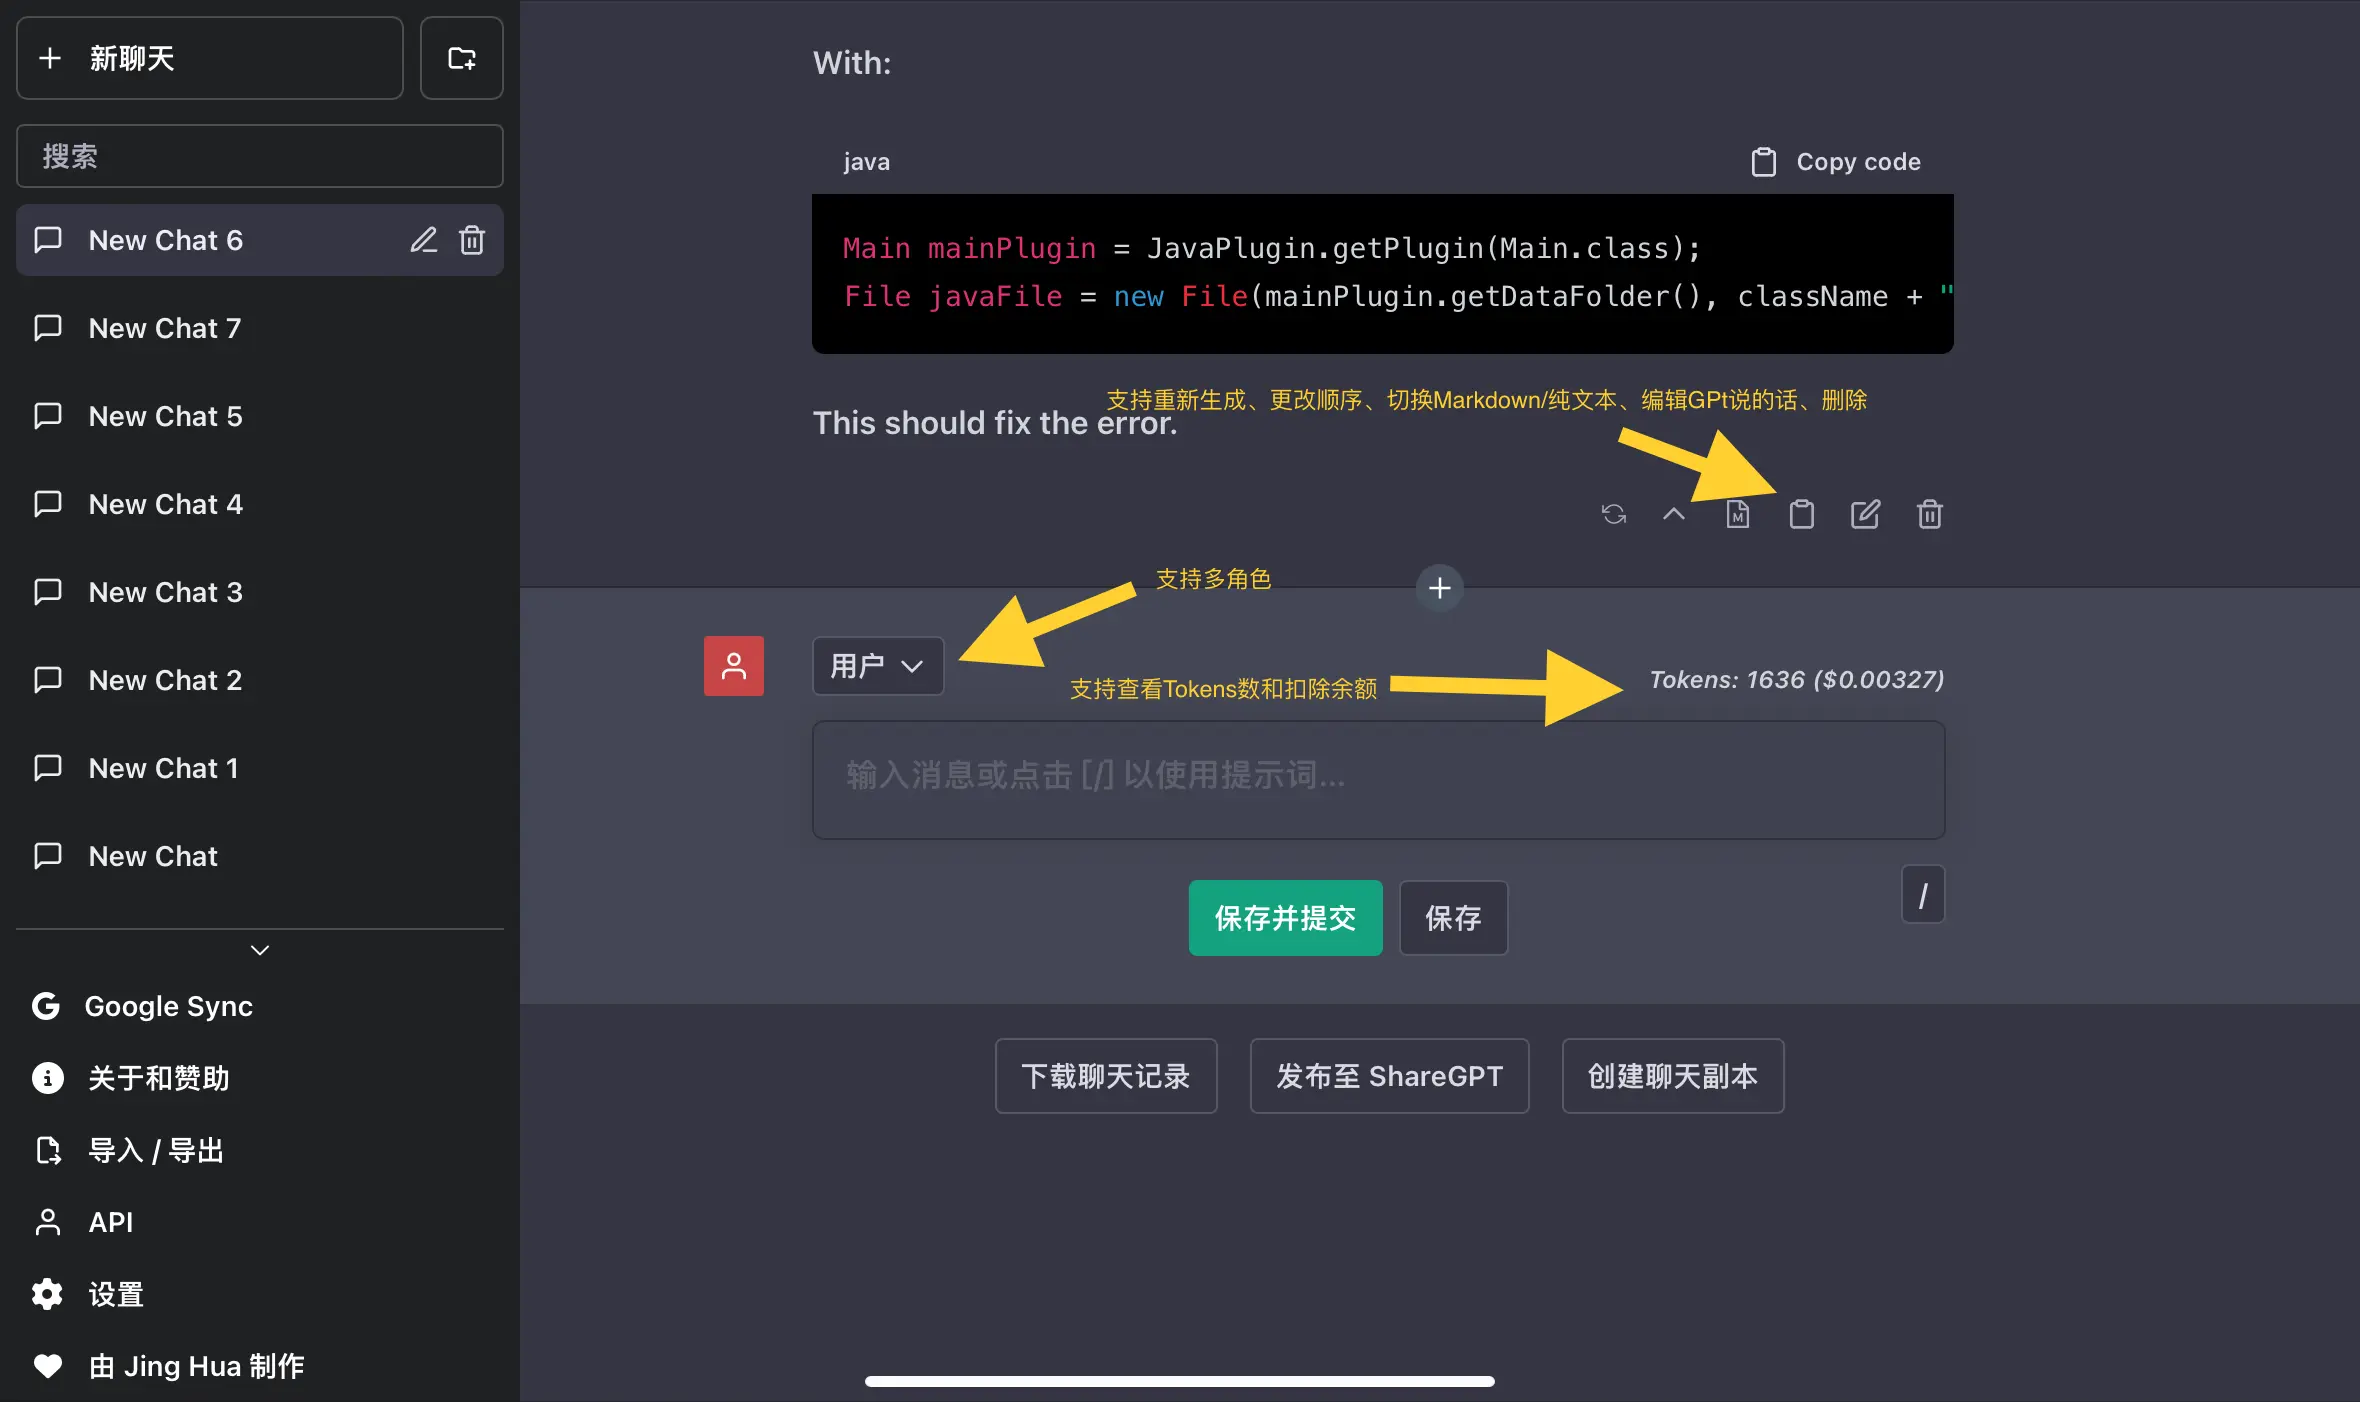 新聊天
搜索
New Chat 6
New Chat 7
New Chat 5
New Chat 4
New Chat 3
New Chat 2
New Chat 1
New Chat
Google Sync
关于和赞助
导入 / 导出
API
设置
由 Jing Hua 制作
With:
java
Copy code
Main mainPlugin = JavaPlugin.getPlugin(Main.class);
File javaFile = new File(mainPlugin.getDataFolder(), className + "
支持重新生成、更改顺序、切换Markdown/纯文本、编辑GPt说的话、删除
This should fix the error.
M
支持多角色
用户
支持查看Tokens数和扣除余额
Tokens: 1636 ($0.00327)
输入消息或点击 [/] 以使用提示词...
/
保存并提交
保存
下载聊天记录
发布至 ShareGPT
创建聊天副本